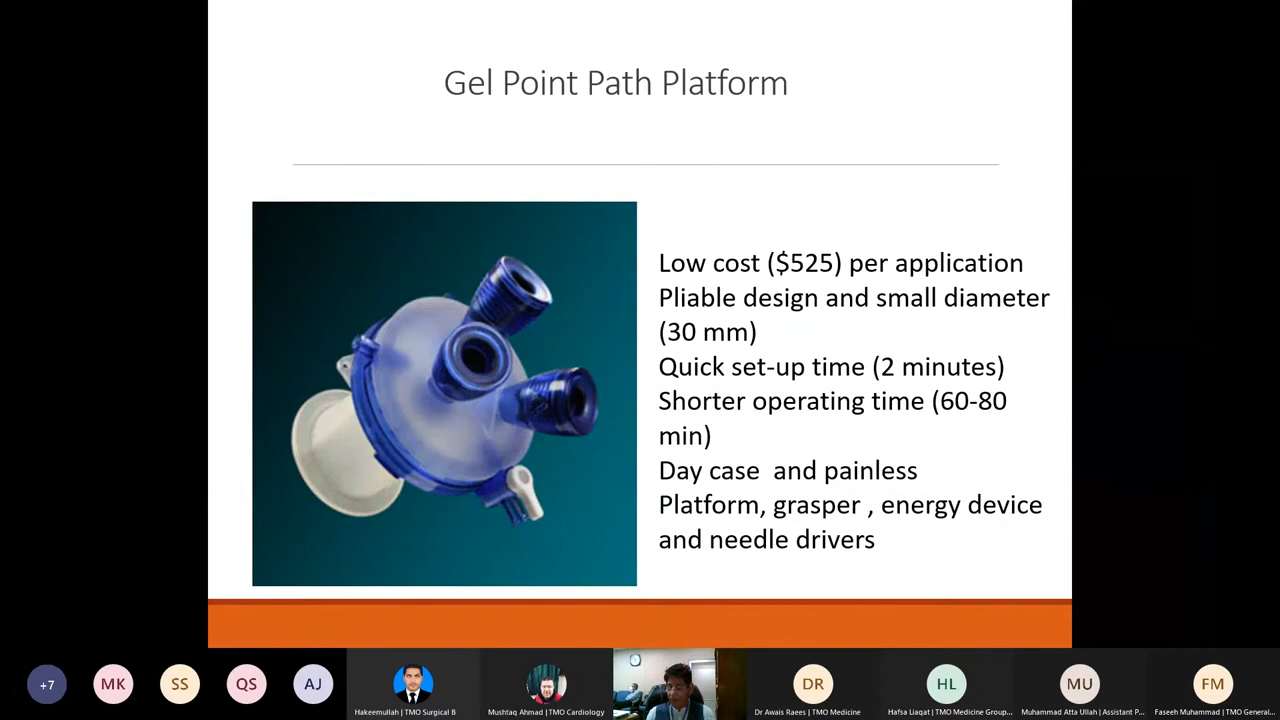 Gel Point Path Platform
Low cost ($525) per application
Pliable design and small diameter
(30 mm)
Quick set-up time (2 minutes)
Shorter operating time (60-80
min)
Day case  and painless
Platform, grasper , energy device
and needle drivers
+7
MK
SS
QS
AJ
Hakeemullah | TMO Surgical B
Mushtaq Ahmad | TMO Cardiology
DR
Dr Awais Raees | TMO Medicine
HL
Hafsa Liaqat | TMO Medicine Group...
MU
Muhammad Atta Ullah | Assistant P...
FM
Faseeh Muhammad | TMO General...